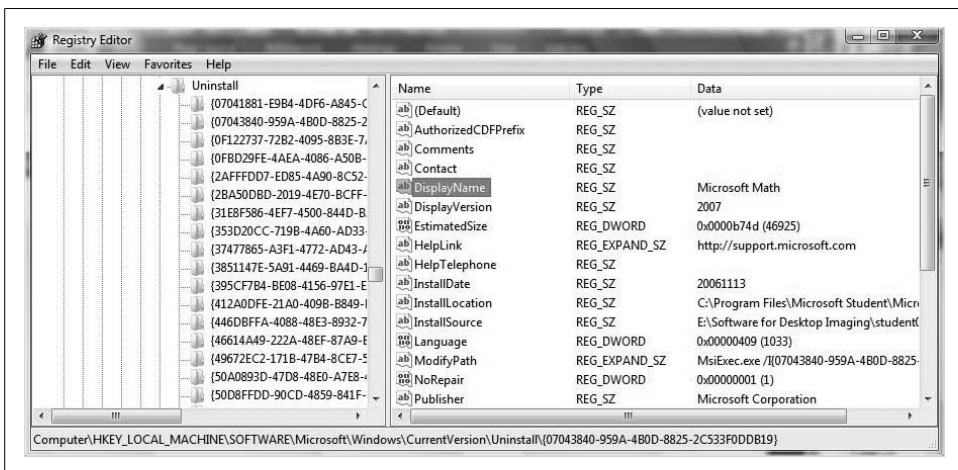 Registry Editor
File Edit View Favorites Help
Uninstall
{07041881-E9B4-4DF6-A845-C
{07043840-959A-4B0D-8825-2
{0F122737-72B2-4095-8B3E-7
{0FBD29FE-4AEA-4086-A50B-
{2AFFFDD7-ED85-4A90-8C52-
{2BA50DBD-2019-4E70-BCFF-
{31E8F586-4EF7-4500-844D-B
{353D20CC-719B-4A60-AD33-
{37477865-A3F1-4772-AD43-A
{3851147E-5A91-4469-BA4D-1
{395CF7B4-BE08-4156-97E1-E
{412A0DFE-21A0-409B-B849-
{446DBFFA-4088-48E3-8932-7
{46614A49-222A-48EF-87A9-E
{49672EC2-171B-47B4-8CE7-5
{50A0893D-47D8-48E0-A7E8-
{50D8FFDD-90CD-4859-841F-
Name Type Data
(Default) REG_SZ (value not set)
AuthorizedCDFPrefix REG_SZ
Comments REG_SZ
Contact REG_SZ
DisplayName REG_SZ Microsoft Math
DisplayVersion REG_SZ 2007
EstimatedSize REG_DWORD 0x0000b74d (46925)
HelpLink REG_EXPAND_SZ http://support.microsoft.com
HelpTelephone REG_SZ
InstallDate REG_SZ 20061113
InstallLocation REG_SZ C:\Program Files\Microsoft Student\Micr
InstallSource REG_SZ E:\Software for Desktop Imaging\student
Language REG_DWORD 0x00000409 (1033)
ModifyPath REG_EXPAND_SZ MsiExec.exe /I{07043840-959A-4B0D-8825-
NoRepair REG_DWORD 0x00000001 (1)
Publisher REG_SZ Microsoft Corporation
Computer\HKEY_LOCAL_MACHINE\SOFTWARE\Microsoft\Windows\CurrentVersion\Uninstall\{07043840-959A-4B0D-8825-2C533F0DDB19}